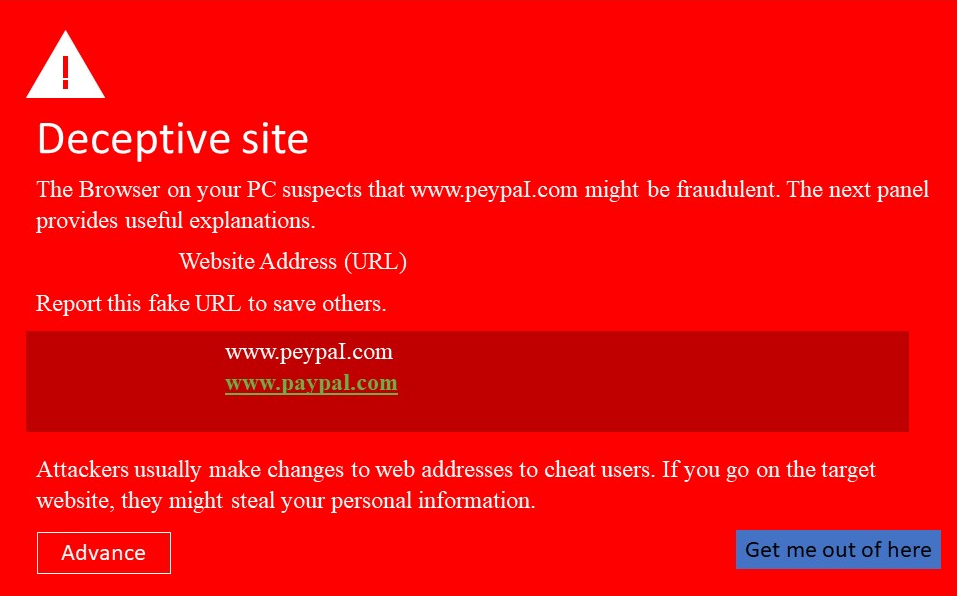 !
Deceptive site
The Browser on your PC suspects that www.peypaI.com might be fraudulent. The next panel
provides useful explanations.
Website Address (URL)
Report this fake URL to save others.
www.peypaI.com
www.paypal.com
Attackers usually make changes to web addresses to cheat users. If you go on the target
website, they might steal your personal information.
Advance
Get me out of here